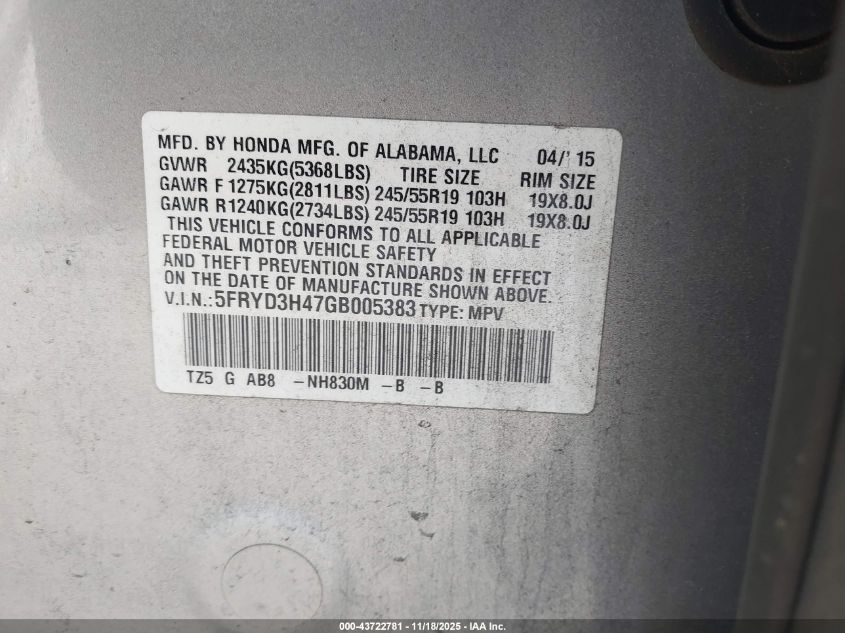 MFD. BY HONDA MFG. OF ALABAMA, LLC 04/'15
GVWR 2435KG(5368LBS) TIRE SIZE RIM SIZE
GAWR F 1275KG(2811LBS) 245/55R19 103H 19X8.0J
GAWR R1240KG(2734LBS) 245/55R19 103H 19X8.0J
THIS VEHICLE CONFORMS TO ALL APPLICABLE
FEDERAL MOTOR VEHICLE SAFETY
AND THEFT PREVENTION STANDARDS IN EFFECT
ON THE DATE OF MANUFACTURE SHOWN ABOVE.
V.I.N.:5FRYD3H47GB005383 TYPE: MPV
TZ5 G AB8 -NH830M -B -B
000-43722781 - 11/18/2025 - IAA Inc.